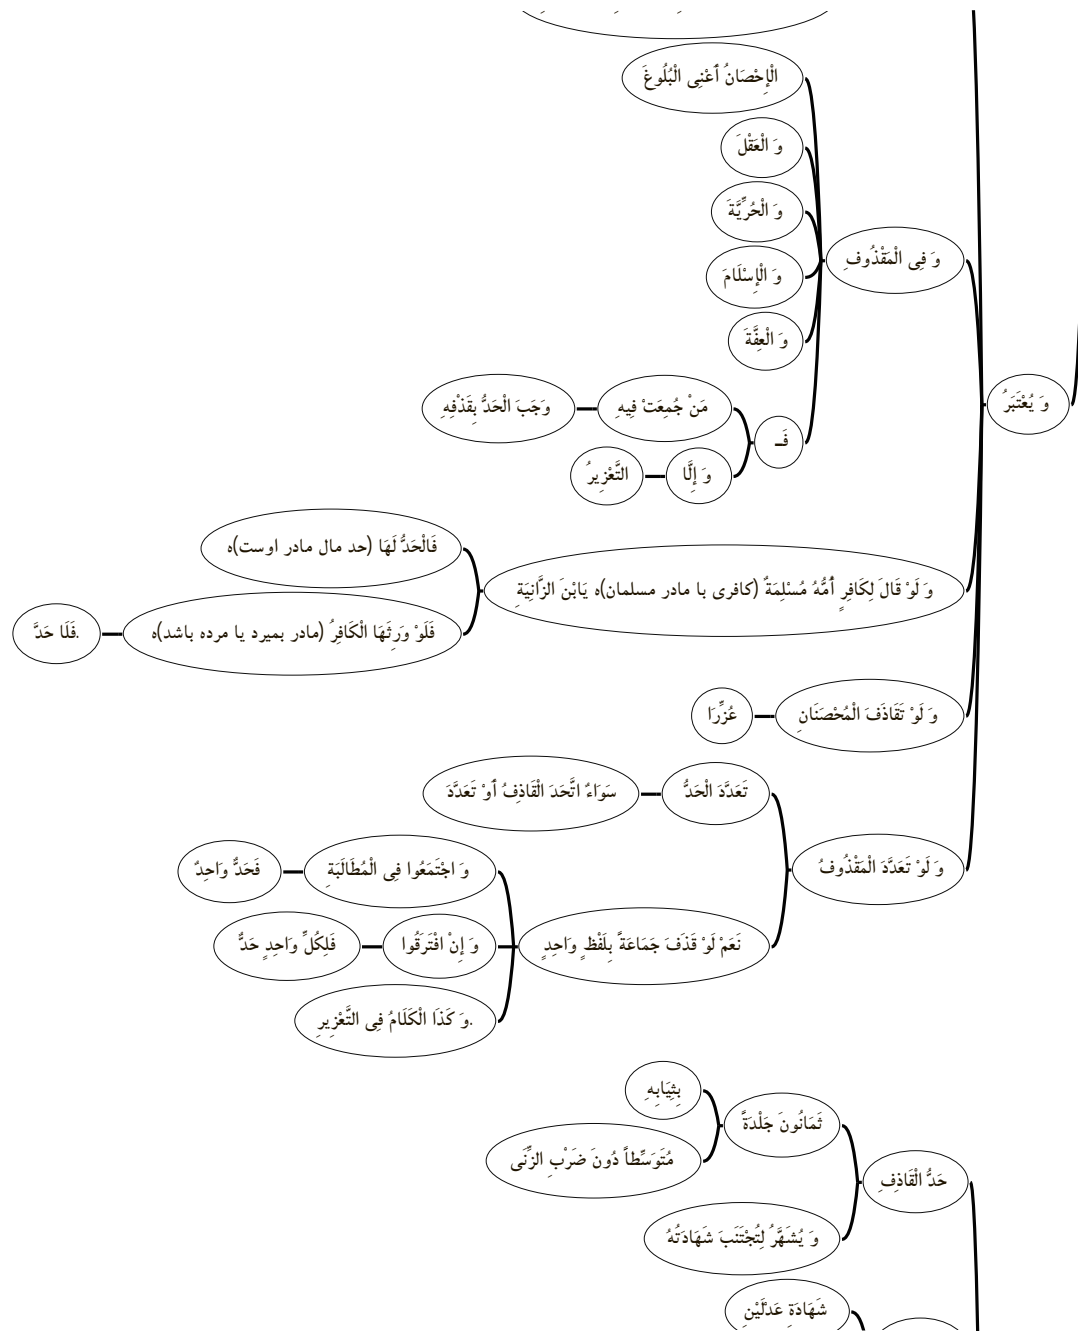 وَ يُعْتَبَرُ
وَ فِى الْمَقْذُوفِ
الْإِحْصَانُ أَعْنِى الْبُلُوغَ
وَ الْعَقْلَ
وَ الْحُرِّيَّةَ
وَ الْإِسْلَامَ
وَ الْعِفَّةَ
فَـ
مَنْ جُمِعَتْ فِيهِ
وَجَبَ الْحَدُّ بِقَذْفِهِ
وَ إِلَّا
التَّعْزِيرُ
وَ لَوْ قَالَ لِكَافِرٍ أُمُّهُ مُسْلِمَةٌ (کافری با مادر مسلمان)ه يَابْنَ الزَّانِيَةِ
فَالْحَدُّ لَهَا (حد مال مادر اوست)ه
فَلَوْ وَرِثَهَا الْكَافِرُ (مادر بمیرد یا مرده باشد)ه
.فَلَا حَدَّ
وَ لَوْ تَقَاذَفَ الْمُحْصَنَانِ
عُزِّرَا
وَ لَوْ تَعَدَّدَ الْمَقْذُوفُ
تَعَدَّدَ الْحَدُّ
سَوَاءٌ اتَّحَدَ الْقَاذِفُ أَوْ تَعَدَّدَ
نَعَمْ لَوْ قَذَفَ جَمَاعَةً بِلَفْظٍ وَاحِدٍ
وَ اجْتَمَعُوا فِى الْمُطَالَبَةِ
فَحَدٌّ وَاحِدٌ
وَ إِنْ افْتَرَقُوا
فَلِكُلِّ وَاحِدٍ حَدٌّ
.وَ كَذَا الْكَلَامُ فِى التَّعْزِيرِ
حَدُّ الْقَاذِفِ
ثَمَانُونَ جَلْدَةً
بِثِيَابِهِ
مُتَوَسِّطاً دُونَ ضَرْبِ الزِّنَى
وَ يُشَهَّرُ لِتُجْتَنَبَ شَهَادَتُهُ
شَهَادَةِ عَدْلَيْنِ